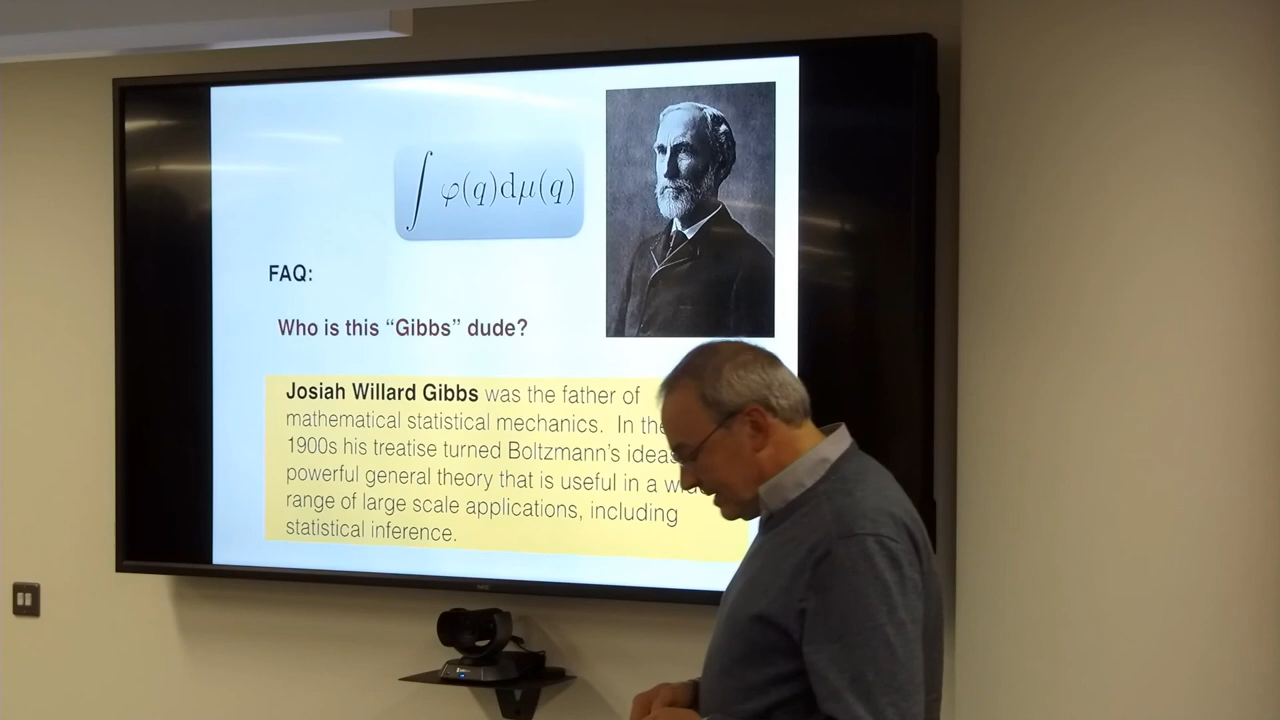 ∫ φ(q)dμ(q)
FAQ:
Who is this “Gibbs” dude?
Josiah Willard Gibbs was the father of
mathematical statistical mechanics. In the
1900s his treatise turned Boltzmann's ideas
powerful general theory that is useful in a
range of large scale applications, including
statistical inference.